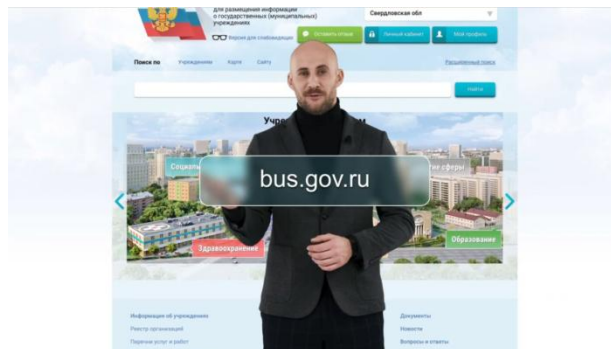 для размещения информации
о государственных (муниципальных)
учреждениях
Свердловская обл
Версия для слабовидящих
Оставить отзыв
Личный кабинет
Мой профиль
Поиск по
Учреждениям
Карте
Сайту
Расширенный поиск
Найти
bus.gov.ru
сферы
Здравоохранение
Образование
Информация об учреждениях
Документы
Реестр организаций
Новости
Перечни услуг и работ
Вопросы и ответы